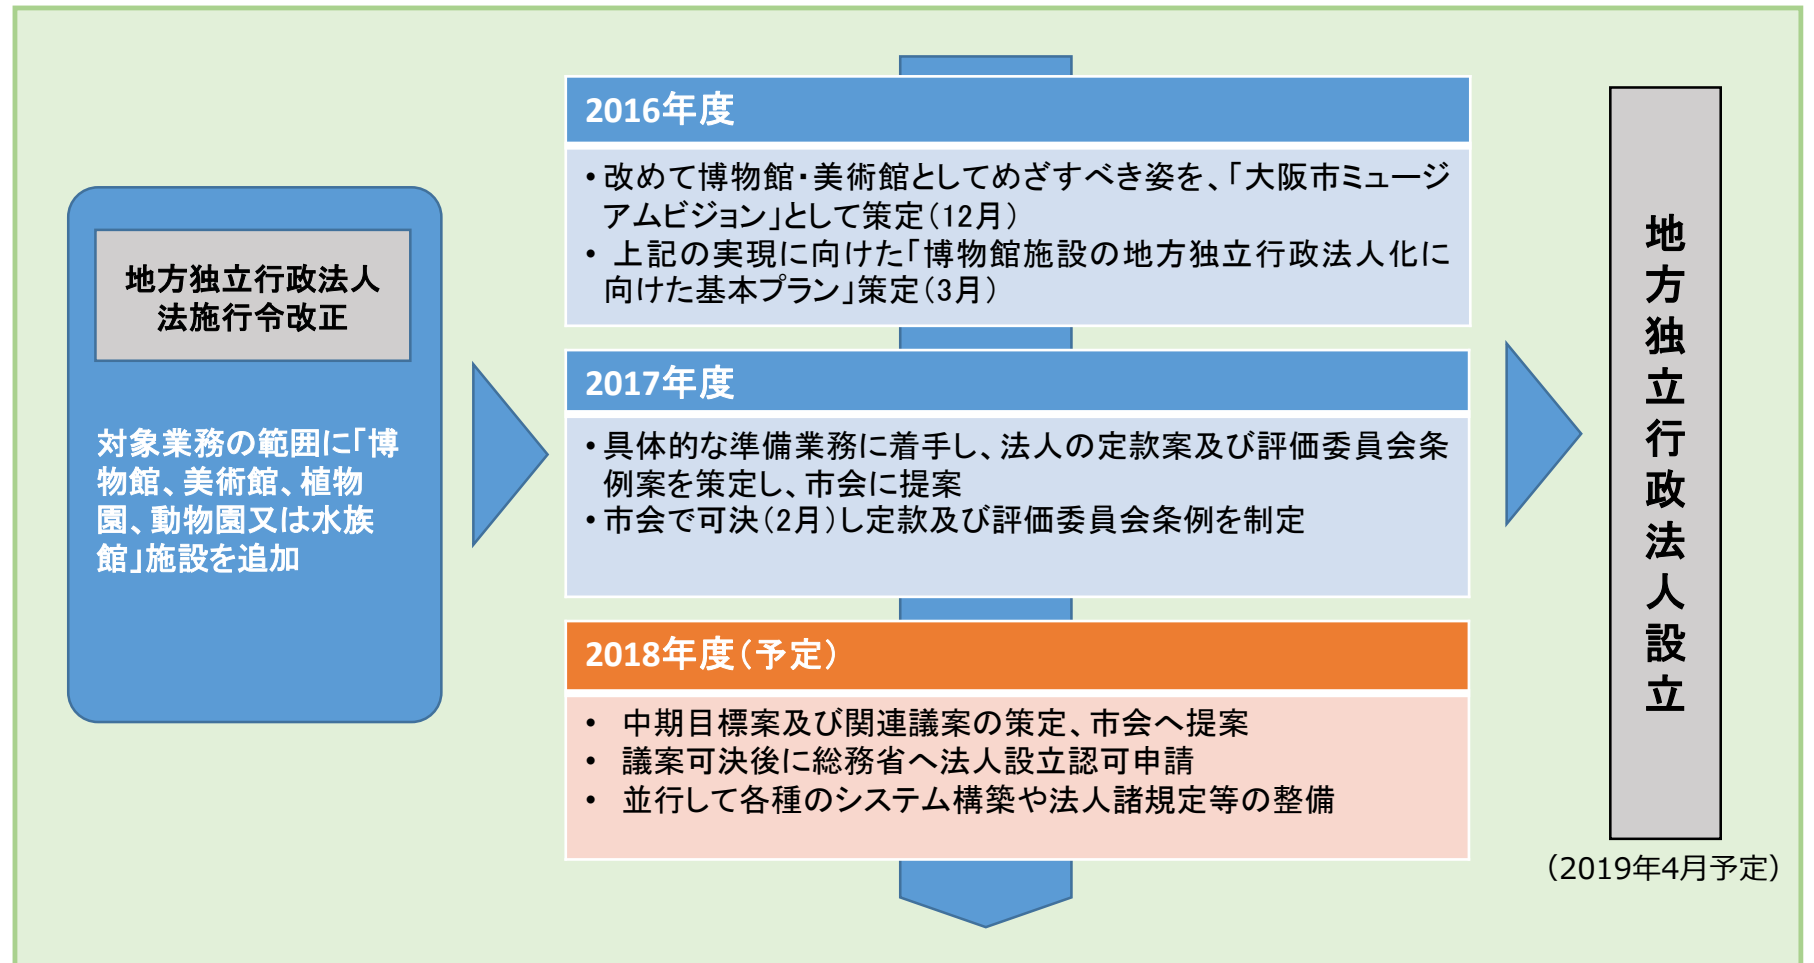 地方独立行政法人
法施行令改正
対象業務の範囲に「博
物館、美術館、植物
園、動物園又は水族
館」施設を追加
2016年度
• 改めて博物館・美術館としてめざすべき姿を、「大阪市ミュージ
アムビジョン」として策定（12月）
• 上記の実現に向けた「博物館施設の地方独立行政法人化に
向けた基本プラン」策定（3月）
2017年度
• 具体的な準備業務に着手し、法人の定款案及び評価委員会条
例案を策定し、市会に提案
• 市会で可決（2月）し定款及び評価委員会条例を制定
2018年度（予定）
• 中期目標案及び関連議案の策定、市会へ提案
• 議案可決後に総務省へ法人設立認可申請
• 並行して各種のシステム構築や法人諸規定等の整備
地方独立行政法人設立
（2019年4月予定）